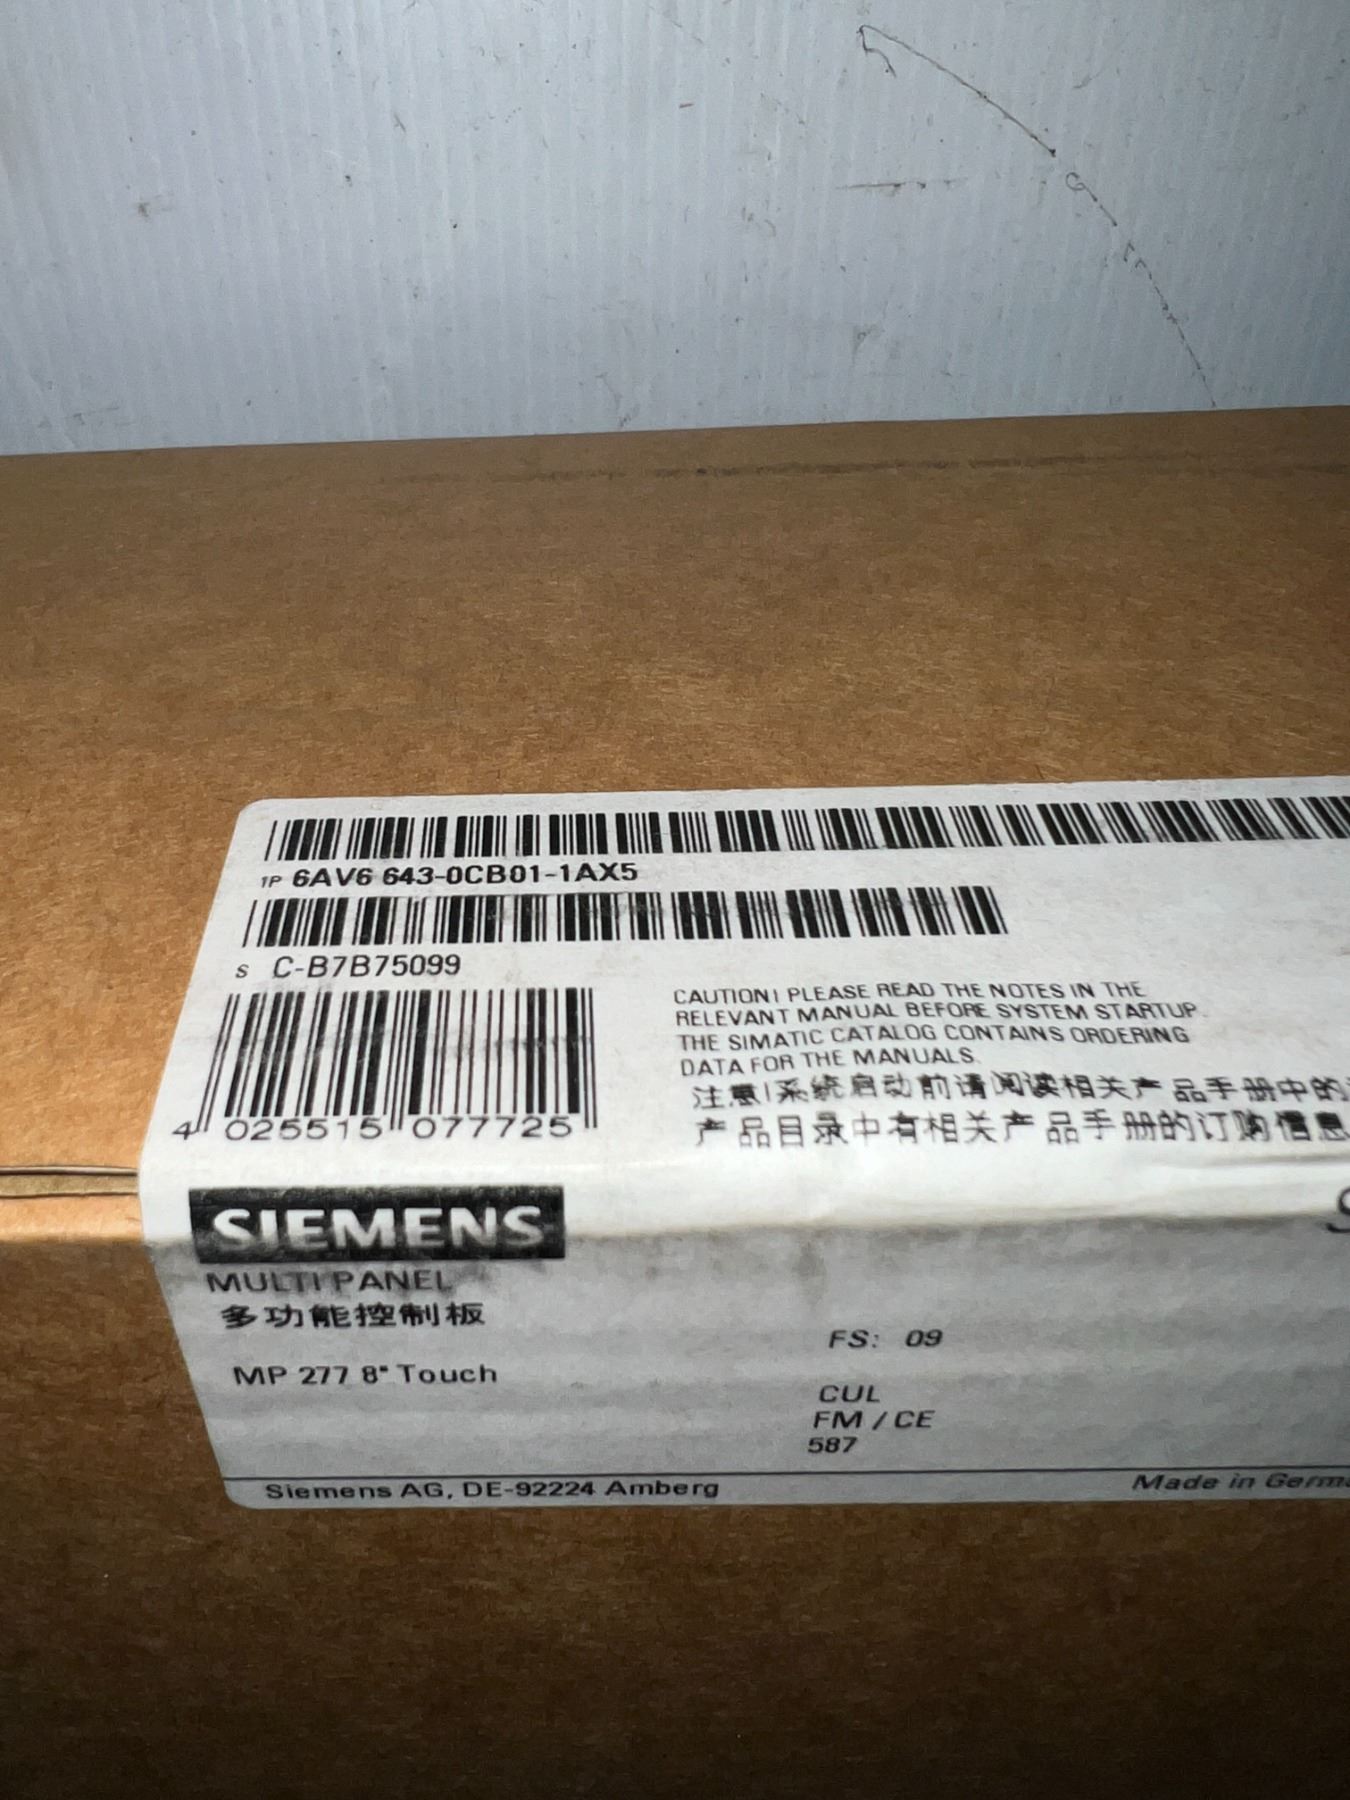 1P 6AV6 643-0CB01-1AX5
S C-B7B75099
CAUTION! PLEASE READ THE NOTES IN THE
RELEVANT MANUAL BEFORE SYSTEM STARTUP.
THE SIMATIC CATALOG CONTAINS ORDERING
DATA FOR THE MANUALS.
注意!系统启动前请阅读相关产品手册中的
产品目录中有相关产品手册的订购信息
4 025515 077725
SIEMENS
MULTI PANEL
多功能控制板
MP 277 8" Touch
FS: 09
CUL
FM / CE
587
Siemens AG, DE-92224 Amberg
Made in Germa